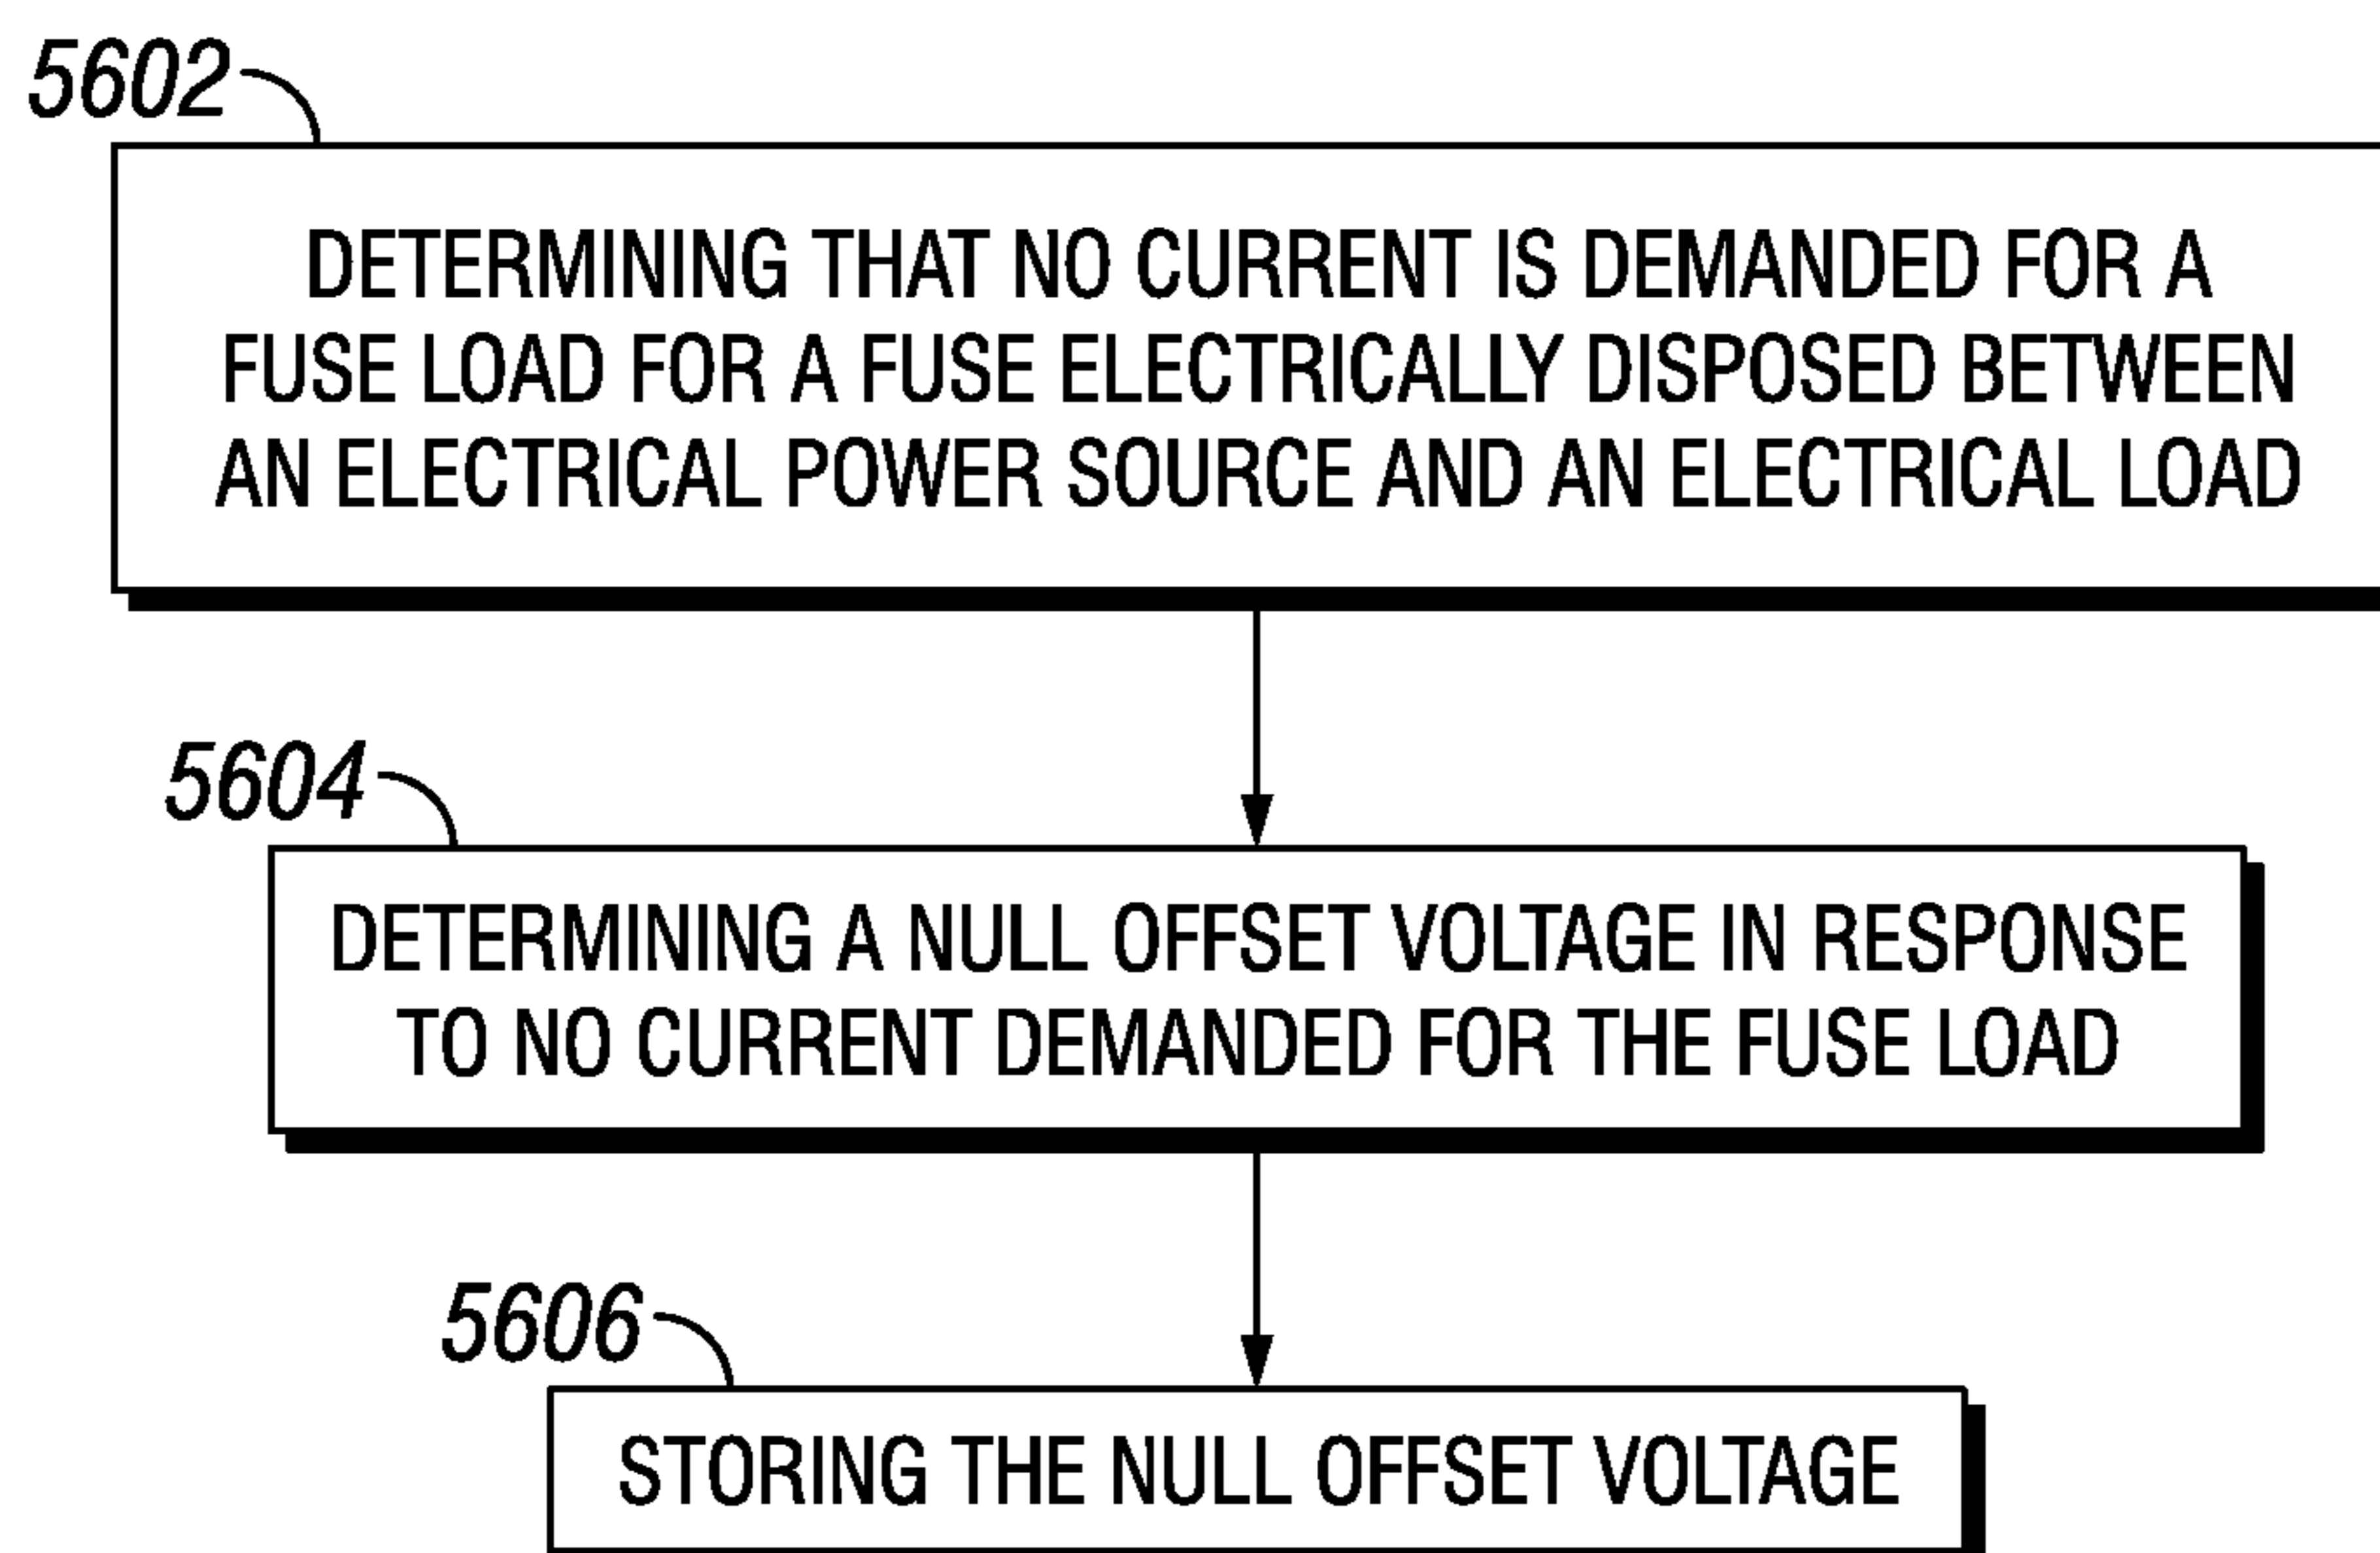 5602
DETERMINING THAT NO CURRENT IS DEMANDED FOR A
FUSE LOAD FOR A FUSE ELECTRICALLY DISPOSED BETWEEN
AN ELECTRICAL POWER SOURCE AND AN ELECTRICAL LOAD
5604
DETERMINING A NULL OFFSET VOLTAGE IN RESPONSE
TO NO CURRENT DEMANDED FOR THE FUSE LOAD
5606
STORING THE NULL OFFSET VOLTAGE